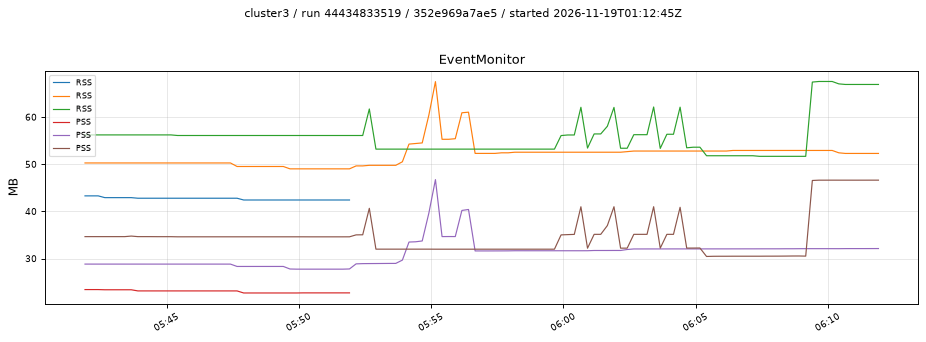 cluster3 / run 44434833519 / 352e969a7ae5 / started 2026-11-19T01:12:45Z
EventMonitor
RSS
RSS
RSS
PSS
PSS
PSS
MB
60
50
40
30
05:45
05:50
05:55
06:00
06:05
06:10